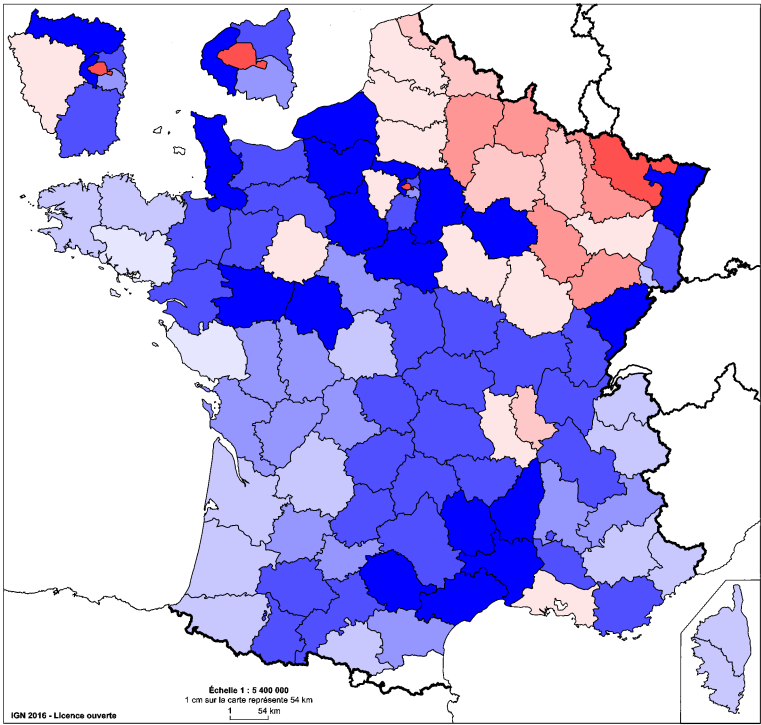 Échelle 1 : 5 400 000
1 cm sur la carte représente 54 km
1 54 km
IGN 2016 - Licence ouverte